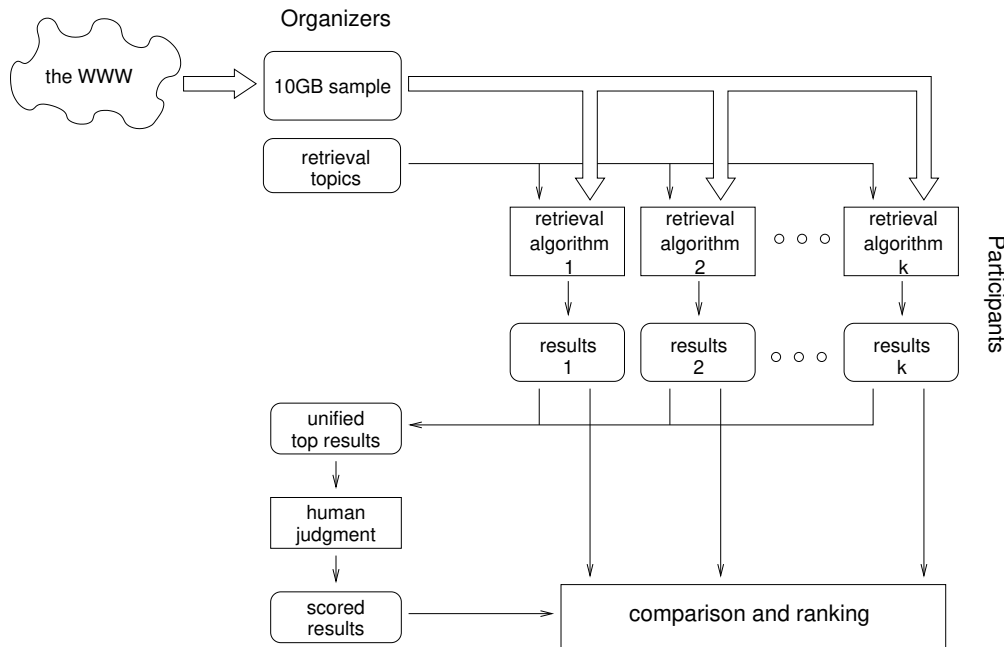 Organizers
the WWW
10GB sample
retrieval
topics
retrieval
algorithm
1
retrieval
algorithm
2
retrieval
algorithm
k
Participants
results
1
results
2
results
k
unified
top results
human
judgment
scored
results
comparison and ranking